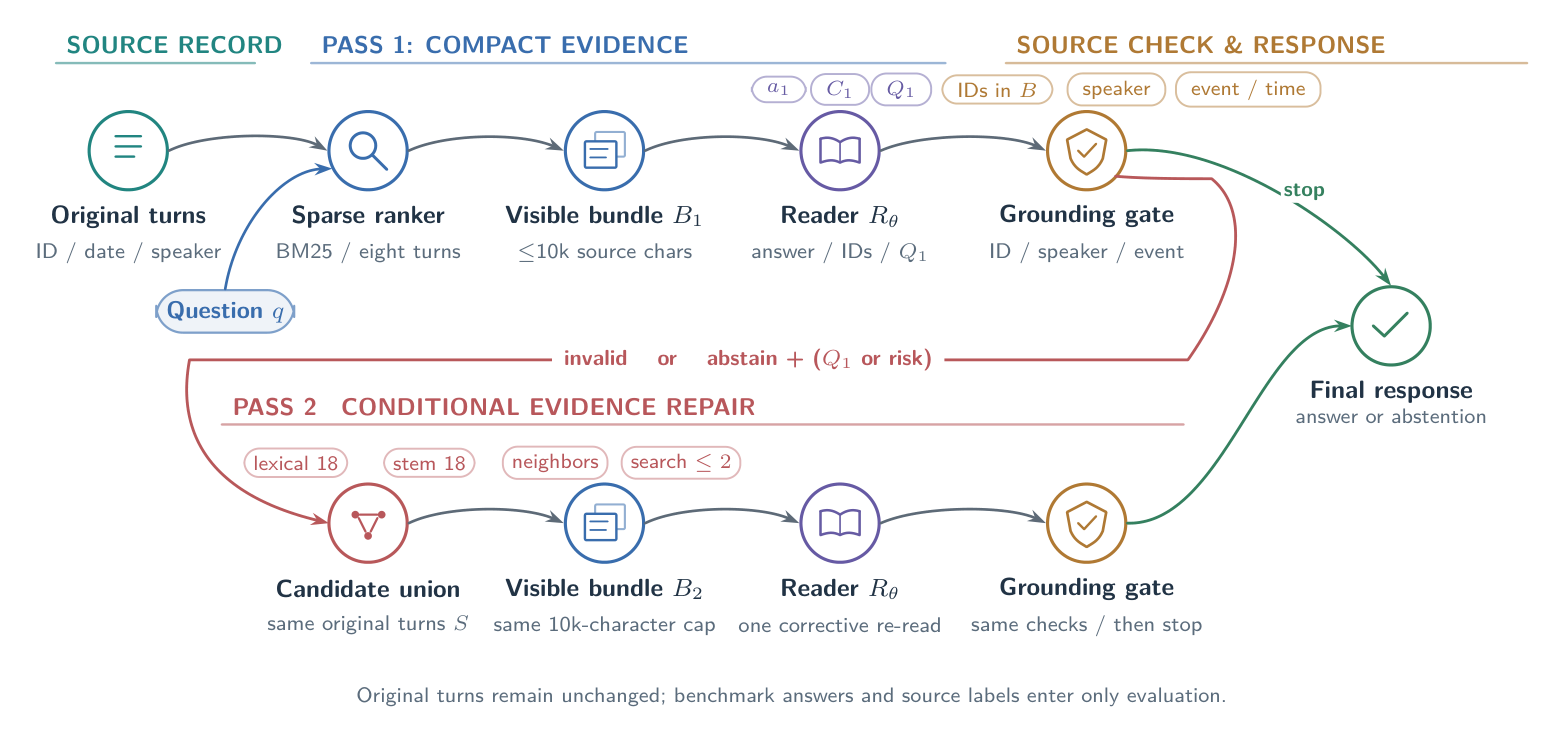 SOURCE RECORD
PASS 1: COMPACT EVIDENCE
SOURCE CHECK & RESPONSE
a₁
C₁
Q₁
IDs in B
speaker
event / time
Original turns
ID / date / speaker
Sparse ranker
BM25 / eight turns
Visible bundle B₁
≤10k source chars
Reader R_θ
answer / IDs / Q₁
Grounding gate
ID / speaker / event
stop
Question q
invalid or abstain + (Q₁ or risk)
Final response
answer or abstention
PASS 2 CONDITIONAL EVIDENCE REPAIR
lexical 18
stem 18
neighbors
search ≤ 2
Candidate union
same original turns S
Visible bundle B₂
same 10k-character cap
Reader R_θ
one corrective re-read
Grounding gate
same checks / then stop
Original turns remain unchanged; benchmark answers and source labels enter only evaluation.